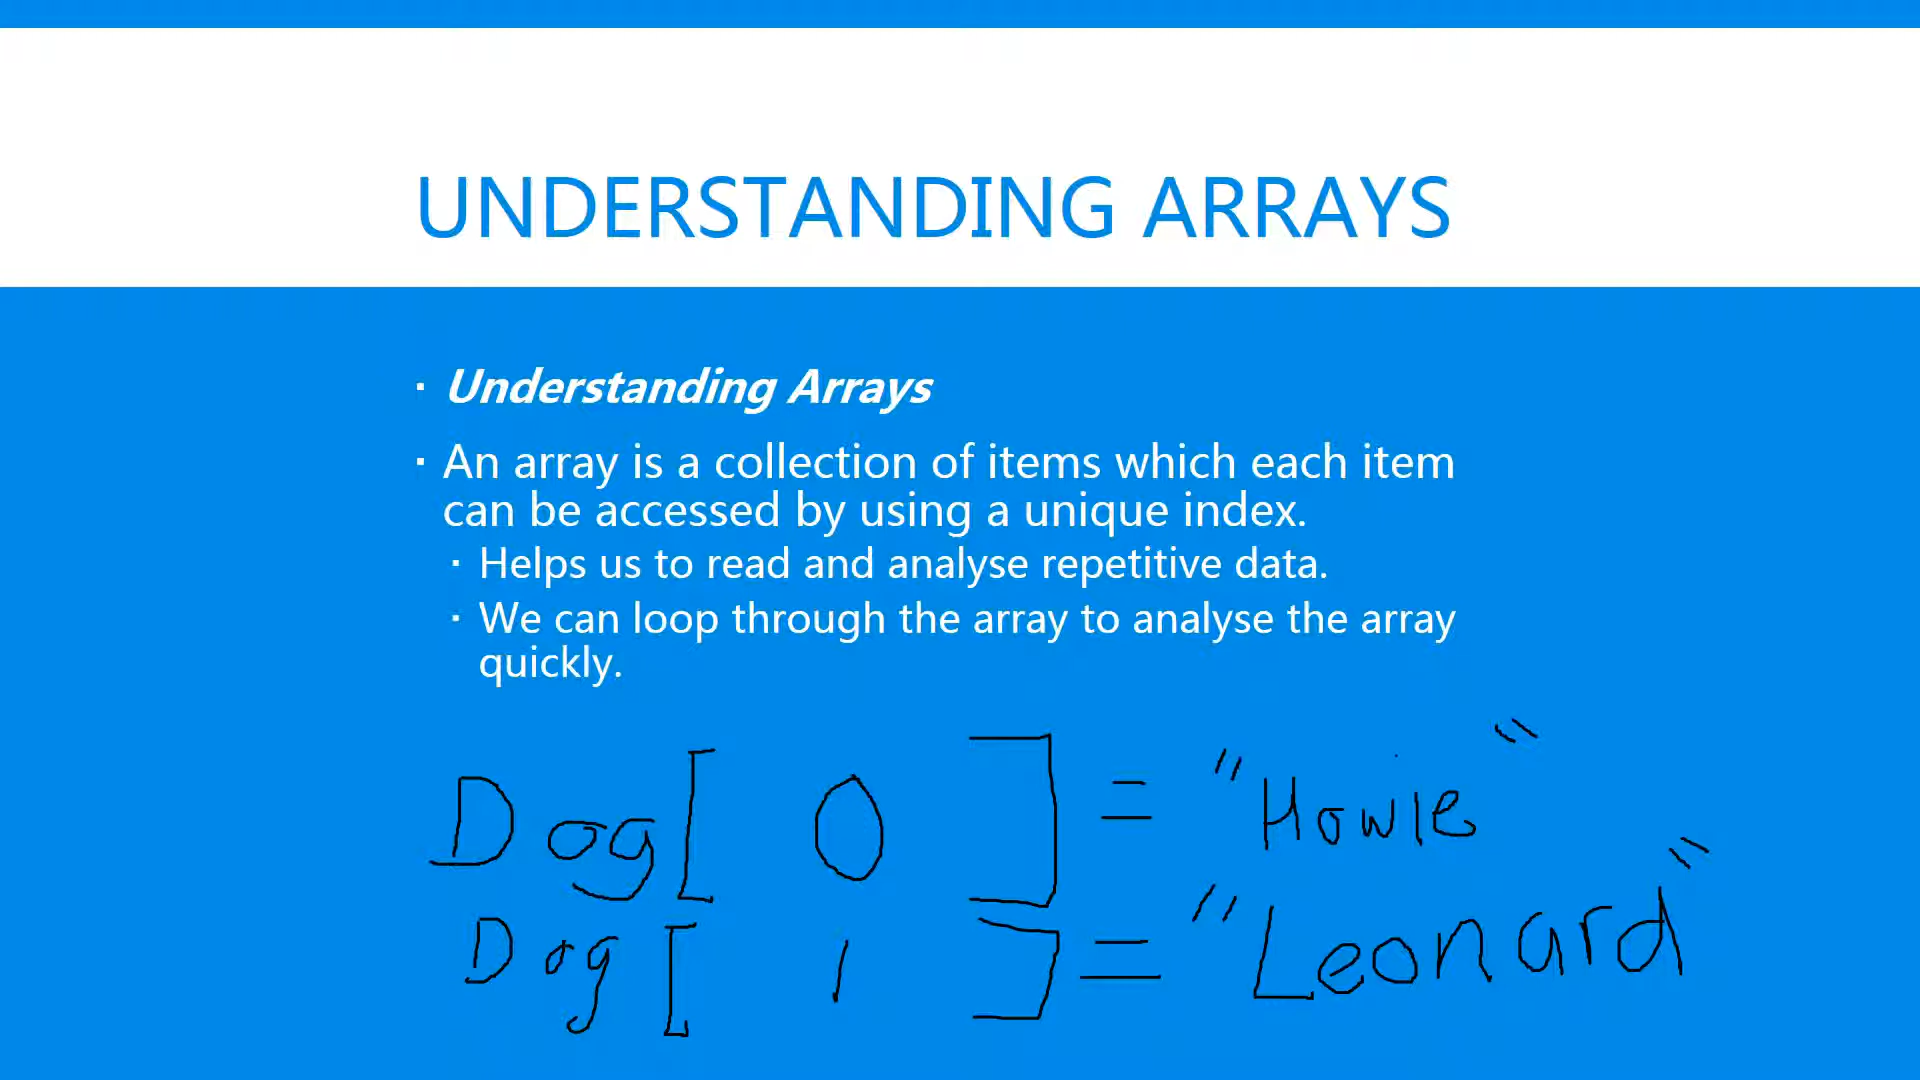 UNDERSTANDING ARRAYS
· Understanding Arrays
· An array is a collection of items which each item
can be accessed by using a unique index.
· Helps us to read and analyse repetitive data.
· We can loop through the array to analyse the array
quickly.
Dog[ 0 ] = "Howie"
Dog[ 1 ] = "Leonard"